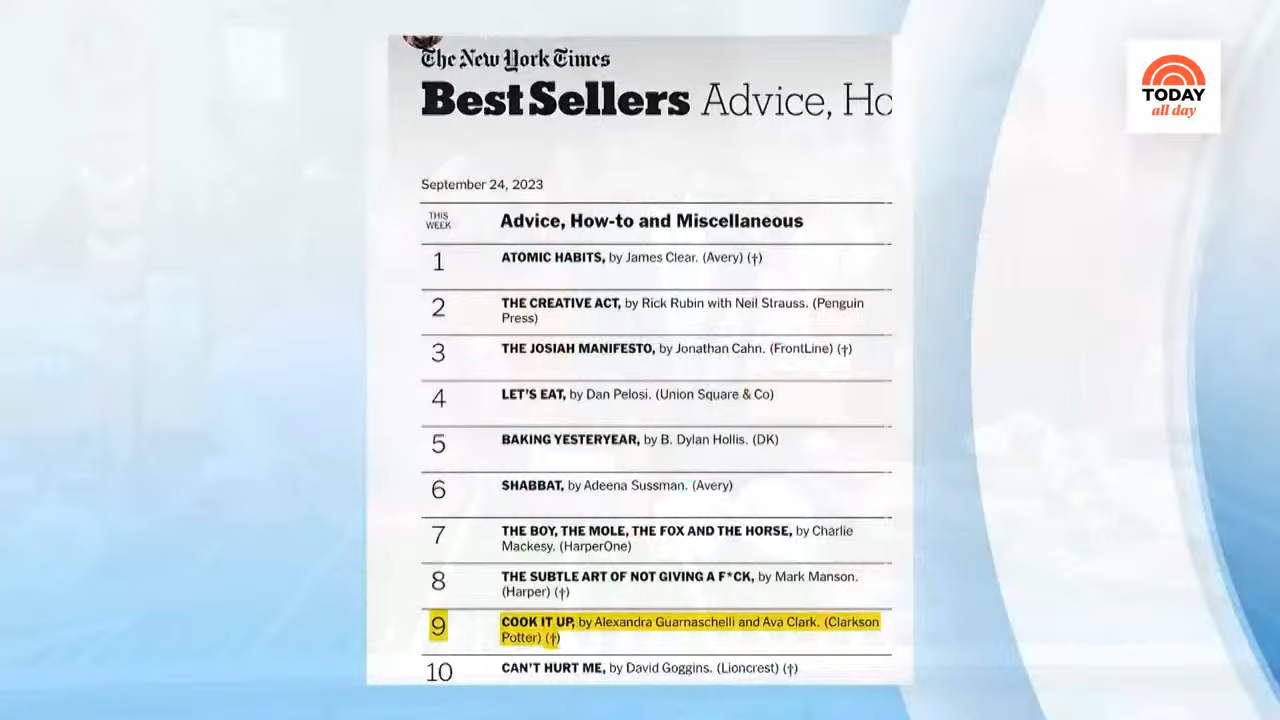 The New York Times
Best Sellers Advice, Ho
TODAY
all day
September 24, 2023
THIS
WEEK
Advice, How-to and Miscellaneous
1
ATOMIC HABITS, by James Clear. (Avery) (†)
2
THE CREATIVE ACT, by Rick Rubin with Neil Strauss. (Penguin
Press)
3
THE JOSIAH MANIFESTO, by Jonathan Cahn. (FrontLine) (†)
4
LET'S EAT, by Dan Pelosi. (Union Square & Co)
5
BAKING YESTERYEAR, by B. Dylan Hollis. (DK)
6
SHABBAT, by Adeena Sussman. (Avery)
7
THE BOY, THE MOLE, THE FOX AND THE HORSE, by Charlie
Mackesy. (HarperOne)
8
THE SUBTLE ART OF NOT GIVING A F*CK, by Mark Manson.
(Harper) (†)
9
COOK IT UP, by Alexandra Guarnaschelli and Ava Clark. (Clarkson
Potter) (†)
10
CAN'T HURT ME, by David Goggins. (Lioncrest) (†)